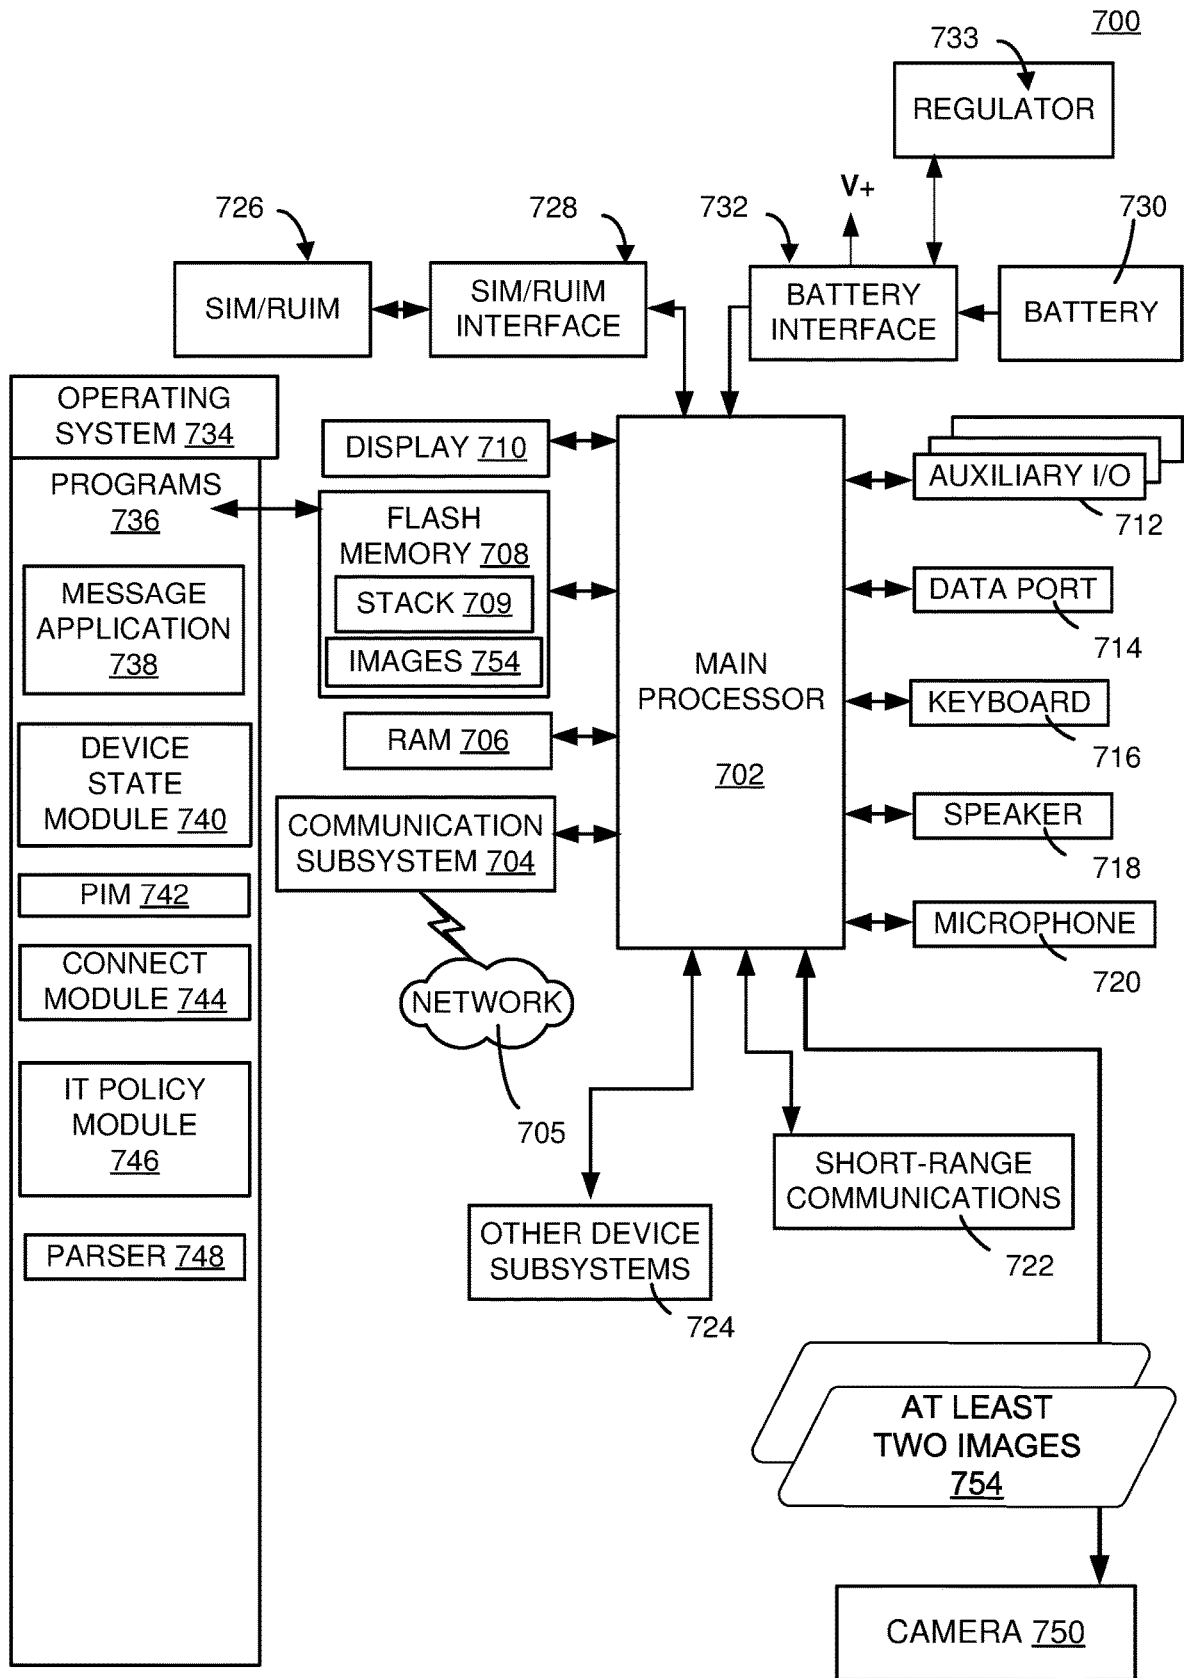 700
733
REGULATOR
V+
726
728
732
730
SIM/RUIM
SIM/RUIM
INTERFACE
BATTERY
INTERFACE
BATTERY
OPERATING
SYSTEM 734
PROGRAMS
736
MESSAGE
APPLICATION
738
DEVICE
STATE
MODULE 740
PIM 742
CONNECT
MODULE 744
IT POLICY
MODULE
746
PARSER 748
DISPLAY 710
FLASH
MEMORY 708
STACK 709
IMAGES 754
RAM 706
COMMUNICATION
SUBSYSTEM 704
NETWORK
705
MAIN
PROCESSOR
702
AUXILIARY I/O
712
DATA PORT
714
KEYBOARD
716
SPEAKER
718
MICROPHONE
720
SHORT-RANGE
COMMUNICATIONS
722
OTHER DEVICE
SUBSYSTEMS
724
AT LEAST
TWO IMAGES
754
CAMERA 750